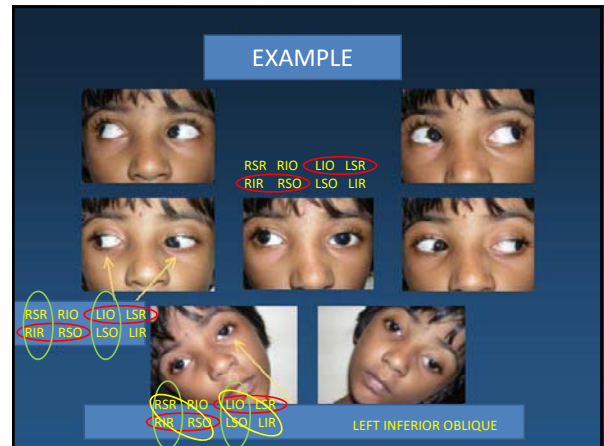 EXAMPLE
RSR RIO LIO LSR
RIR RSO LSO LIR
RSR RIO LIO LSR
RIR RSO LSO LIR
RSR RIO LIO LSR
RIR RSO LSO LIR
LEFT INFERIOR OBLIQUE